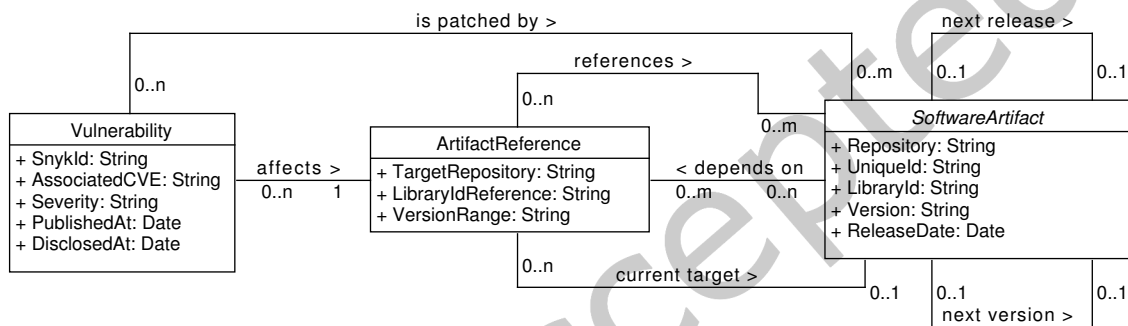 is patched by >
next release >
0..n
references >
0..m
0..1
0..1
0..n
0..m
Vulnerability
+ SnykId: String
+ AssociatedCVE: String
+ Severity: String
+ PublishedAt: Date
+ DisclosedAt: Date
affects >
0..n
1
ArtifactReference
+ TargetRepository: String
+ LibraryIdReference: String
+ VersionRange: String
< depends on
0..m
0..n
SoftwareArtifact
+ Repository: String
+ UniqueId: String
+ LibraryId: String
+ Version: String
+ ReleaseDate: Date
0..n
current target >
0..1
0..1
0..1
next version >